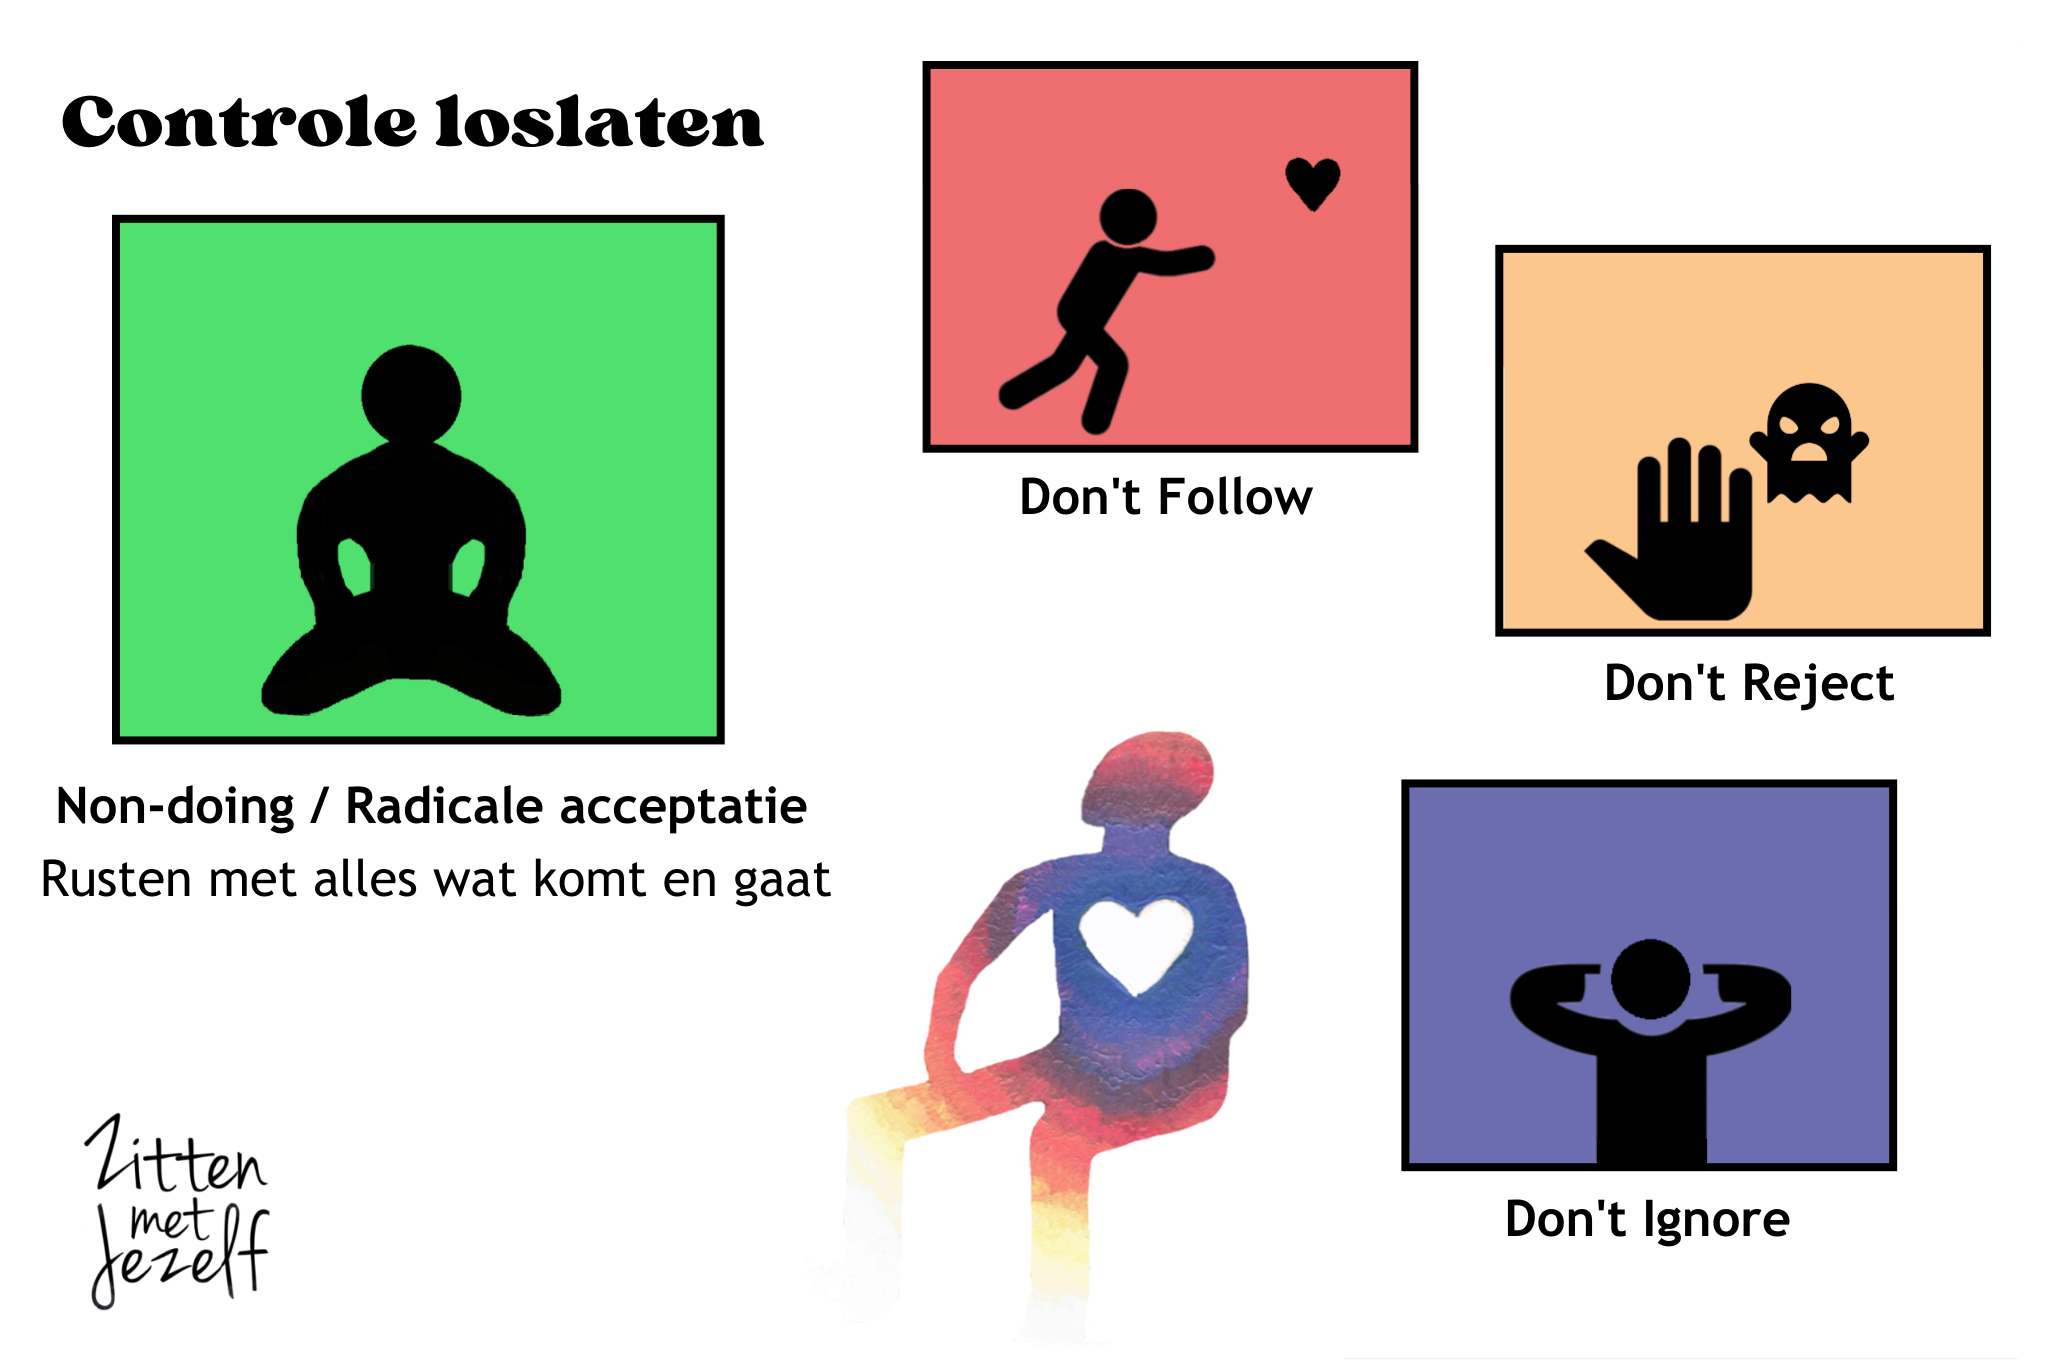 Controle loslaten
Non-doing / Radicale acceptatie
Rusten met alles wat komt en gaat
Don't Follow
Don't Reject
Don't Ignore
Zitten
met
Jezelf